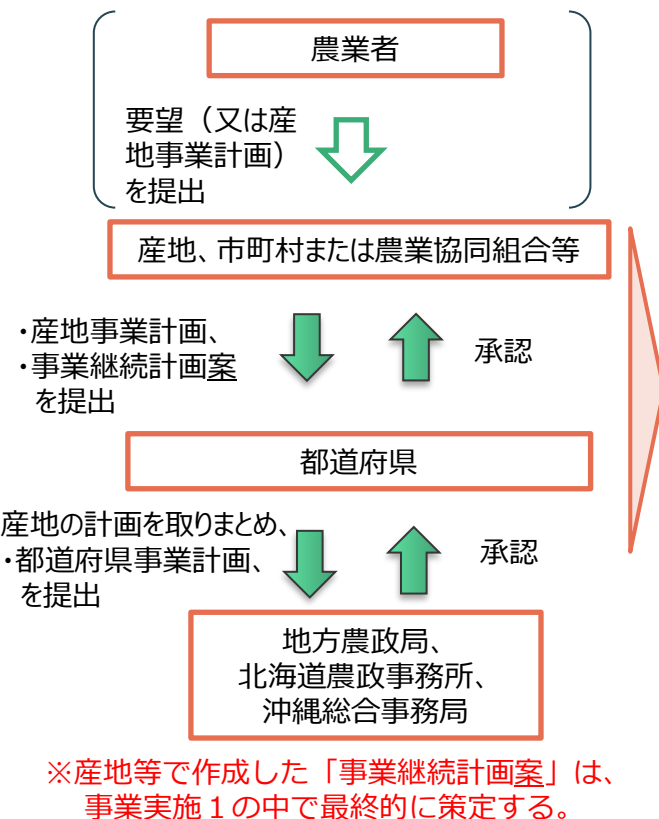 農業者
要望（又は産
地事業計画）
を提出
産地、市町村または農業協同組合等
・産地事業計画、
・事業継続計画案
を提出
承認
都道府県
産地の計画を取りまとめ、
・都道府県事業計画、
を提出
承認
地方農政局、
北海道農政事務所、
沖縄総合事務局
※産地等で作成した「事業継続計画案」は、
事業実施１の中で最終的に策定する。